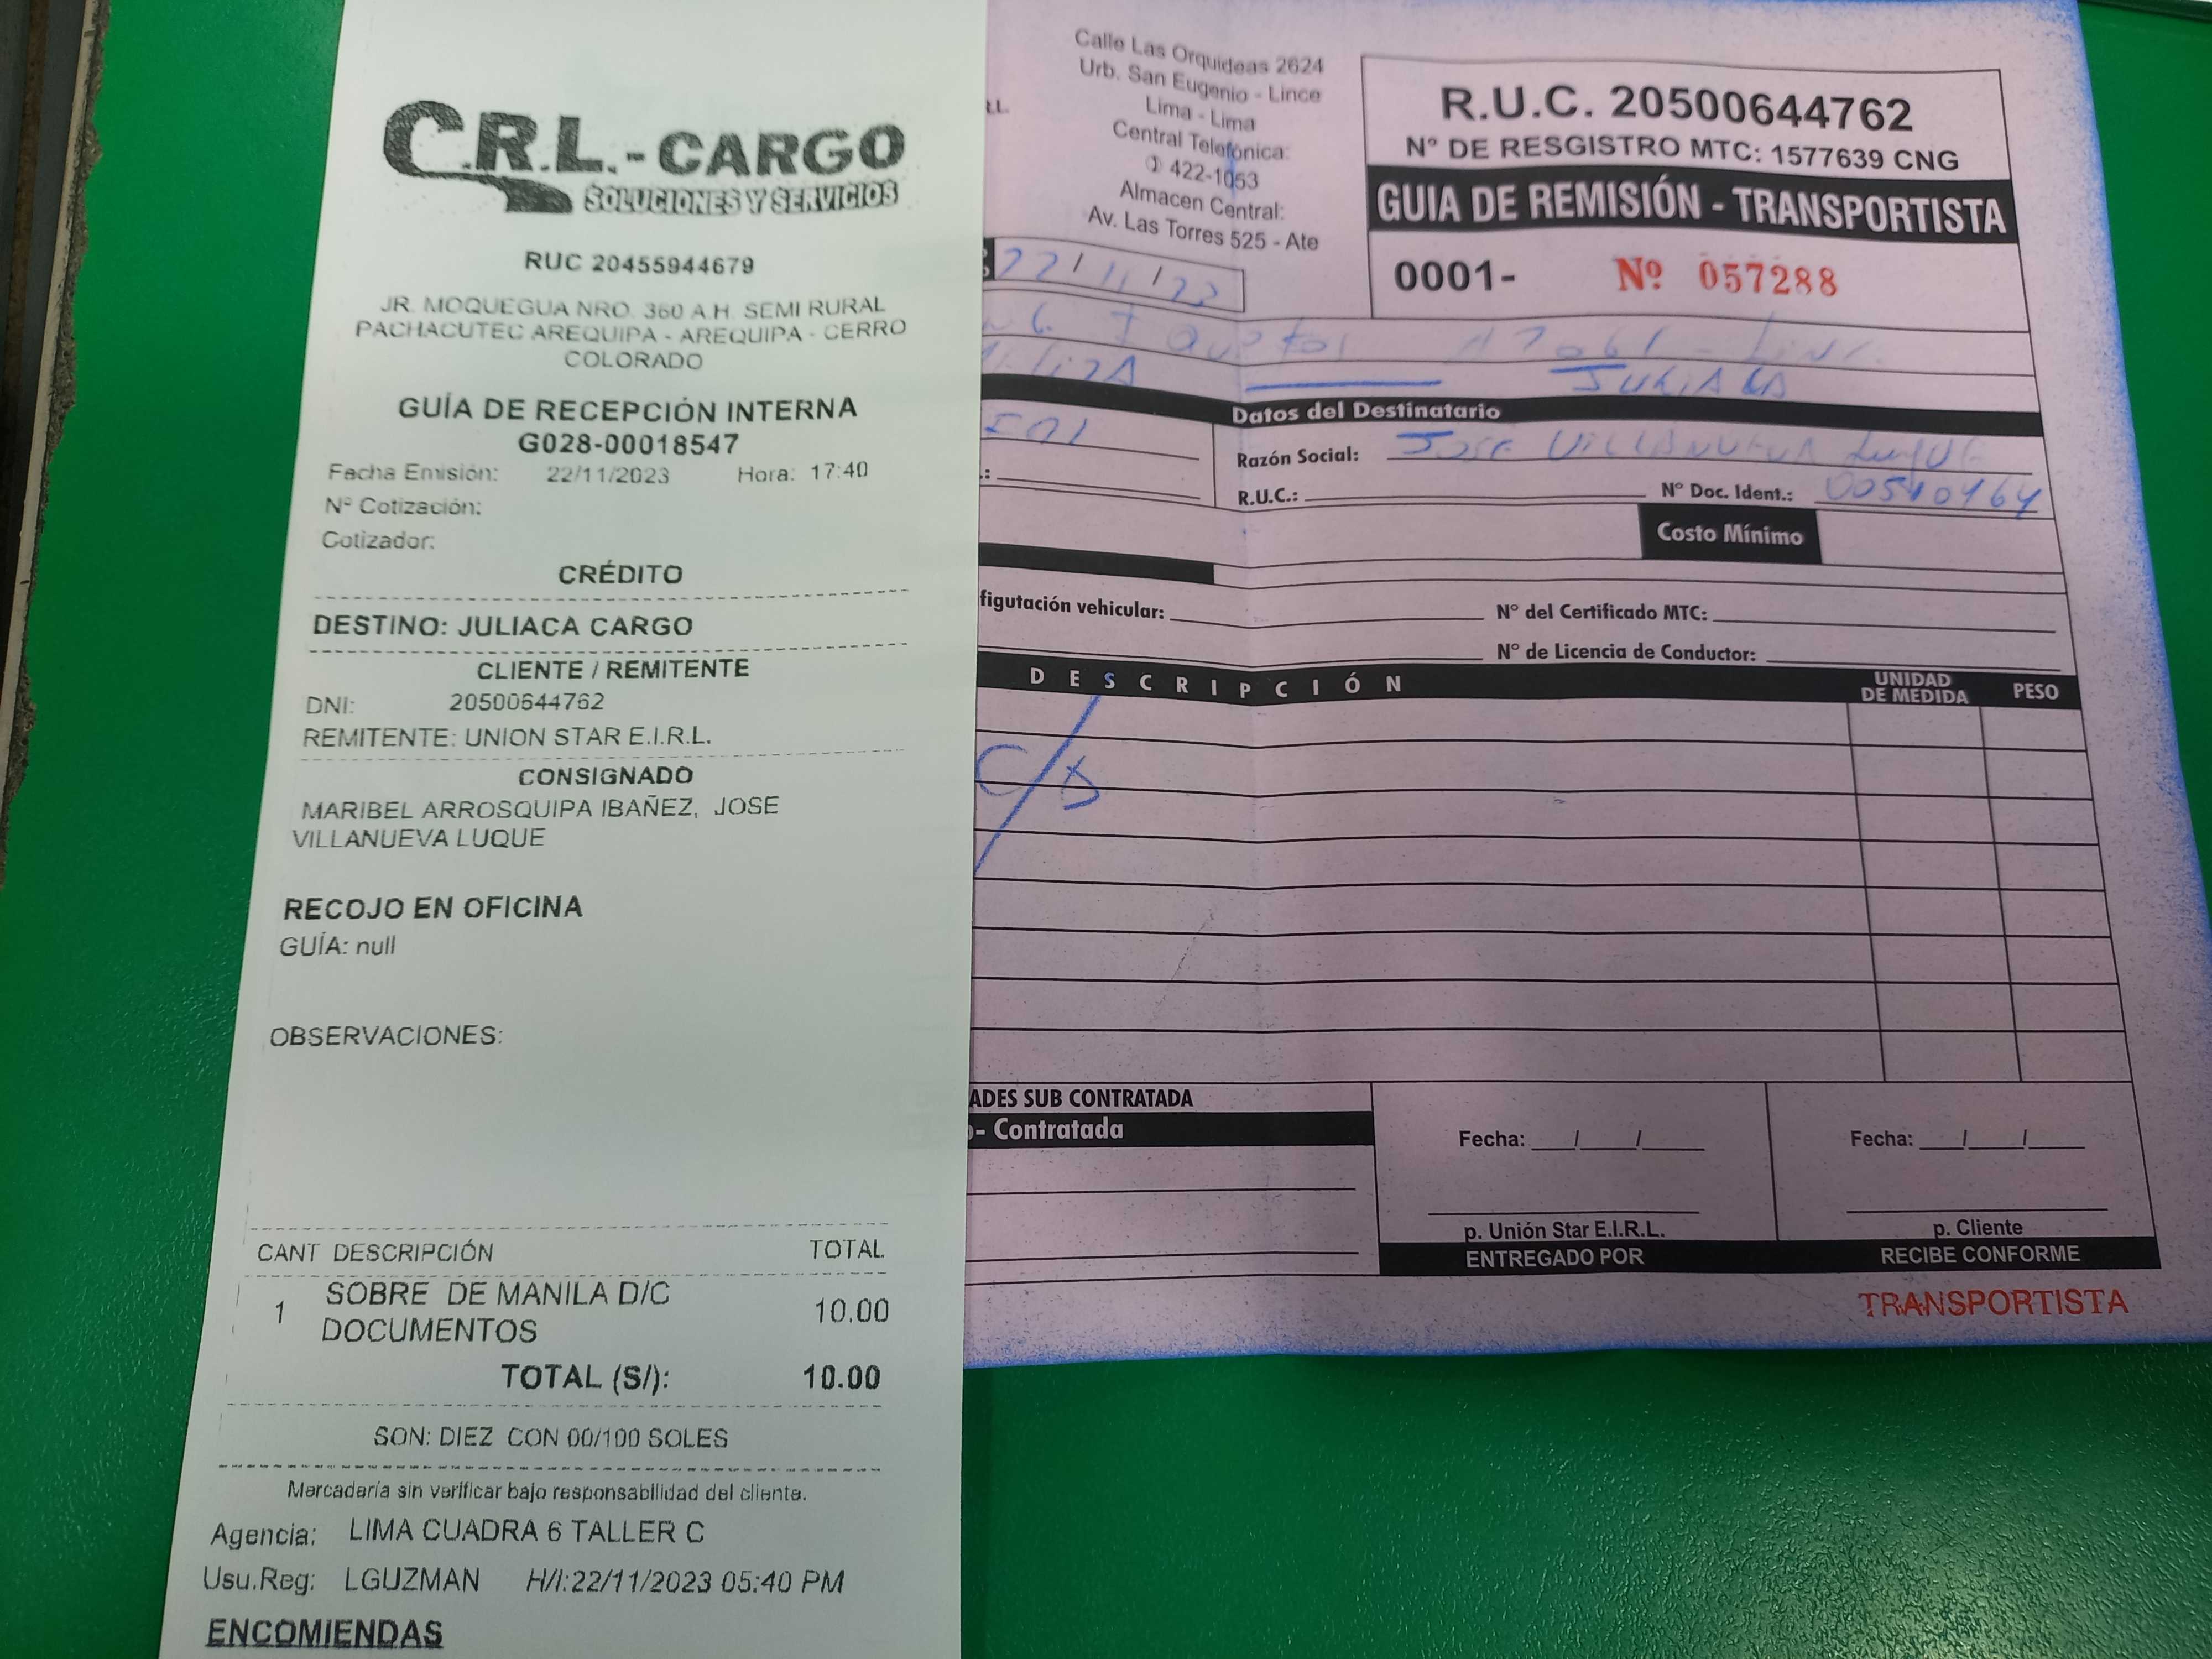 C.R.L.-CARGO
SOLUCIONES Y SERVICIOS
RUC 20455944679
JR. MOQUEGUA NRO. 360 A.H. SEMI RURAL
PACHACUTEC AREQUIPA - AREQUIPA - CERRO
COLORADO
GUÍA DE RECEPCIÓN INTERNA
G028-00018547
Fecha Emisión: 22/11/2023 Hora: 17:40
Nº Cotización:
Cotizador:
CRÉDITO
DESTINO: JULIACA CARGO
CLIENTE / REMITENTE
DNI: 20500644762
REMITENTE: UNION STAR E.I.R.L.
CONSIGNADO
MARIBEL ARROSQUIPA IBAÑEZ, JOSE
VILLANUEVA LUQUE
RECOJO EN OFICINA
GUÍA: null
OBSERVACIONES:
CANT DESCRIPCIÓN TOTAL
1 SOBRE DE MANILA D/C 10.00
DOCUMENTOS
TOTAL (S/): 10.00
SON: DIEZ CON 00/100 SOLES
Mercadería sin verificar bajo responsabilidad del cliente.
Agencia: LIMA CUADRA 6 TALLER C
Usu.Reg: LGUZMAN H/I:22/11/2023 05:40 PM
ENCOMIENDAS
Calle Las Orquideas 2624
Urb. San Eugenio - Lince
Lima - Lima
Central Telefónica:
422-1053
Almacen Central:
Av. Las Torres 525 - Ate
R.U.C. 20500644762
N° DE RESGISTRO MTC: 1577639 CNG
GUIA DE REMISIÓN - TRANSPORTISTA
0001- Nº 057288
22/11/23
JULIACA
Datos del Destinatario
Razón Social: JOSE VILLANUEVA LUQUE
R.U.C.: N° Doc. Ident.:
Costo Mínimo
figutación vehicular: N° del Certificado MTC:
N° de Licencia de Conductor:
DESCRIPCIÓN UNIDAD DE MEDIDA PESO
C/D
ADES SUB CONTRATADA
- Contratada
Fecha: / / Fecha: / /
p. Unión Star E.I.R.L. p. Cliente
ENTREGADO POR RECIBE CONFORME
TRANSPORTISTA